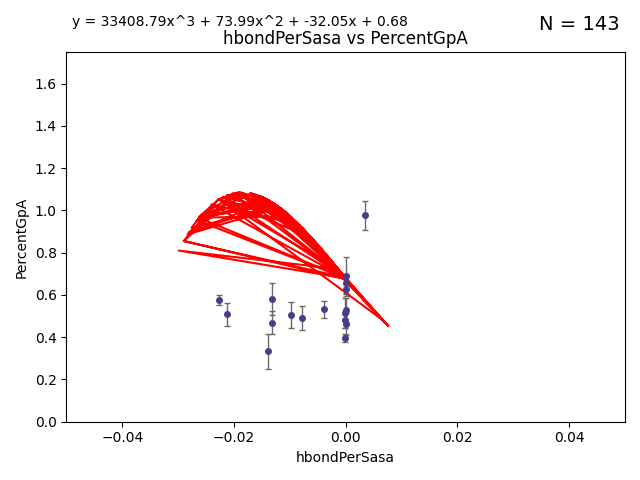 y = 33408.79x^3 + 73.99x^2 + -32.05x + 0.68
N = 143
hbondPerSasa vs PercentGpA
PercentGpA
1.6
1.4
1.2
1.0
0.8
0.6
0.4
0.2
0.0
−0.04 −0.02 0.00 0.02 0.04
hbondPerSasa